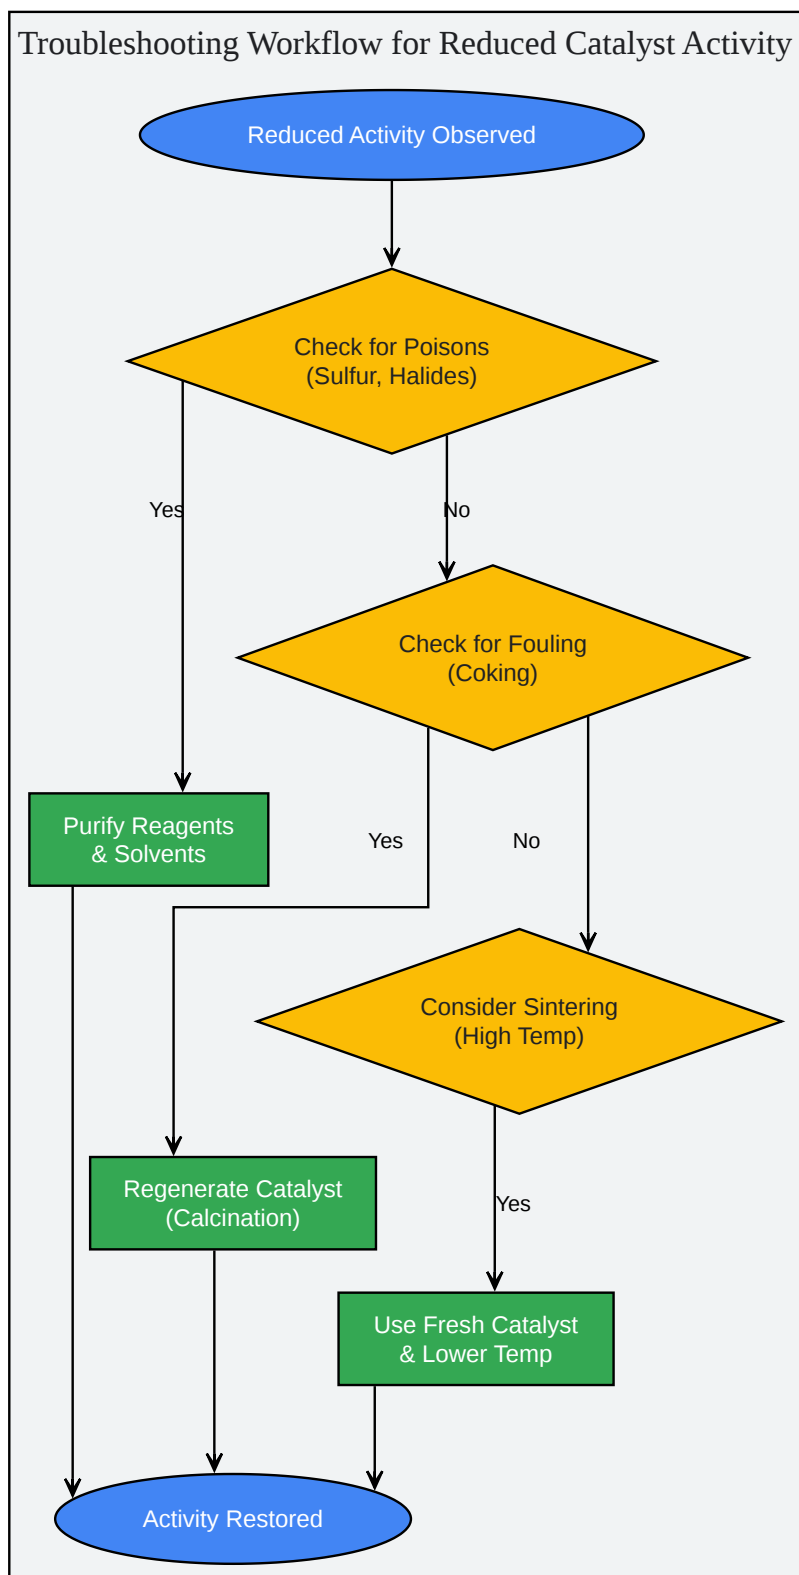 Troubleshooting Workflow for Reduced Catalyst Activity
Reduced Activity Observed
Check for Poisons
(Sulfur, Halides)
Yes
No
Check for Fouling
(Coking)
Purify Reagents
& Solvents
Yes
No
Consider Sintering
(High Temp)
Regenerate Catalyst
(Calcination)
Yes
Use Fresh Catalyst
& Lower Temp
Activity Restored